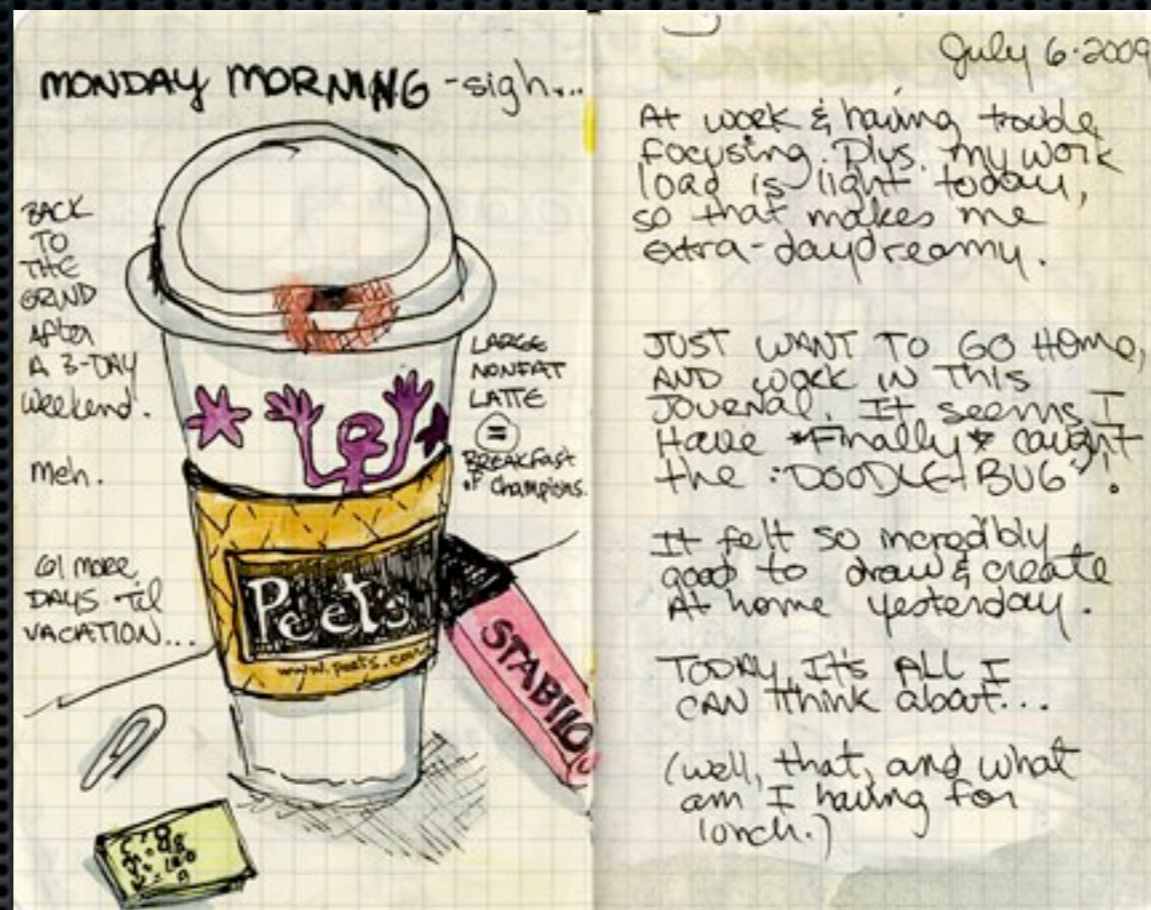 MONDAY MORNING -sigh...
BACK
TO
THE
GRIND
After
A 3-DAY
Weekend.
meh.
61 more
DAYS Til
VACATION...
LARGE
NONFAT
LATTE
=
BREAKfast
of Champions.
Peet's
www.peets.com
STABILO
July 6-2009
At work & having trouble
focusing. Plus, my work
load is light today,
so that makes me
extra-daydreamy.
JUST WANT TO GO HOme,
AND work IN This
JOURNAL. It seems I
Have *Finally* caught
the "DOODLE-BUG"!
It felt so incredibly
good to draw & create
At home yesterday.
TODAY, It's ALL I
CAN think about...
(well, that, and what
am I having for
lunch.)